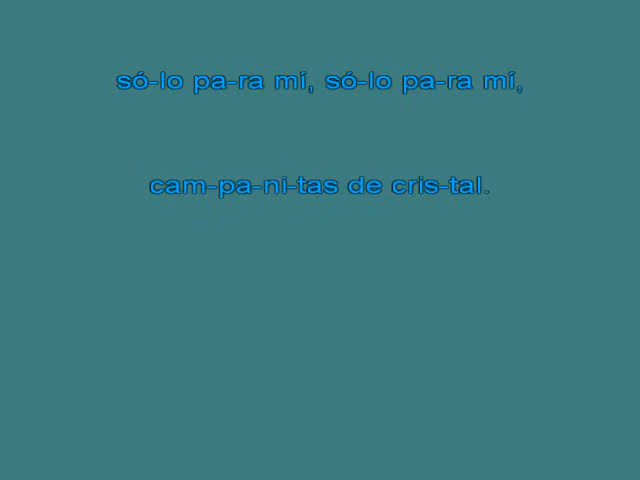 só-lo pa-ra mí, só-lo pa-ra mí,
cam-pa-ni-tas de cris-tal.